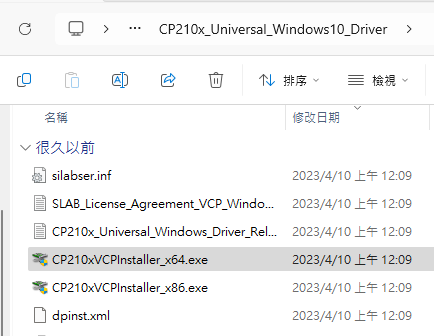 CP210x_Universal_Windows10_Driver
排序
檢視
名稱
修改日期
很久以前
silabser.inf
2023/4/10 上午 12:09
SLAB_License_Agreement_VCP_Windo...
2023/4/10 上午 12:09
CP210x_Universal_Windows_Driver_Rel...
2023/4/10 上午 12:09
CP210xVCPInstaller_x64.exe
2023/4/10 上午 12:09
CP210xVCPInstaller_x86.exe
2023/4/10 上午 12:09
dpinst.xml
2023/4/10 上午 12:09